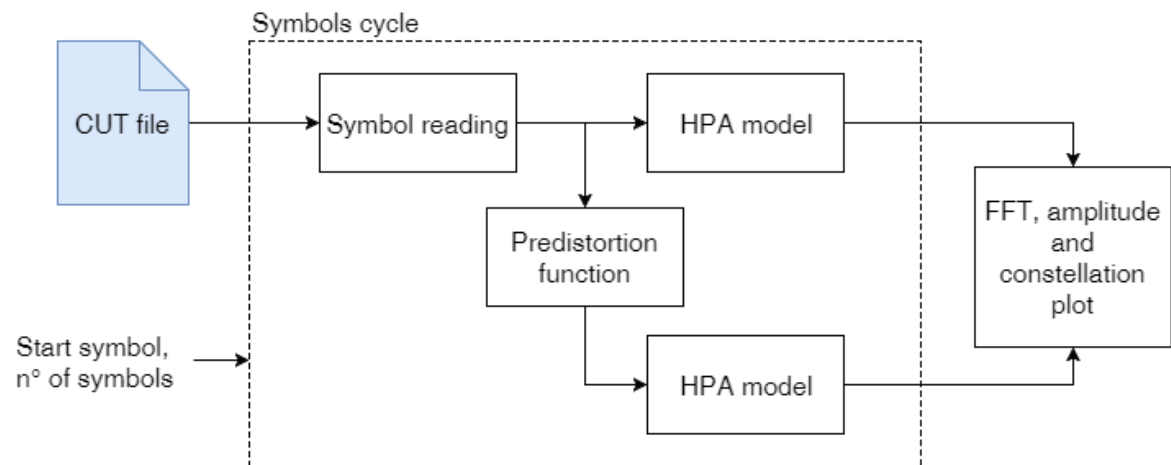 Symbols cycle
CUT file
Symbol reading
HPA model
Predistortion
function
FFT, amplitude
and
constellation
plot
Start symbol,
n° of symbols
HPA model